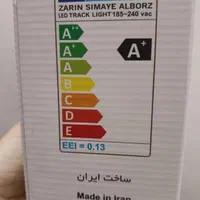 ZARIN SIMAYE ALBORZ
LED TRACK LIGHT 185~240 vac
A++
A+
A
B
C
D
E
A+
EEI = 0.13
ساخت ایران
Made in Iran